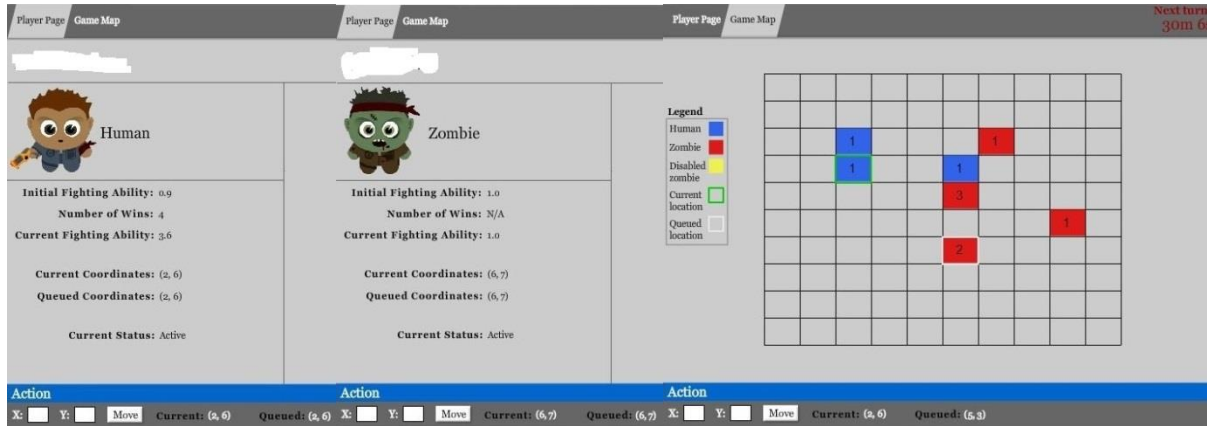 Player Page Game Map
Human
Initial Fighting Ability: 0.9
Number of Wins: 4
Current Fighting Ability: 3.6
Current Coordinates: (2, 6)
Queued Coordinates: (2, 6)
Current Status: Active
Action
X: Y: Move Current: (2, 6) Queued: (2, 6)
Player Page Game Map
Zombie
Initial Fighting Ability: 1.0
Number of Wins: N/A
Current Fighting Ability: 1.0
Current Coordinates: (6, 7)
Queued Coordinates: (6, 7)
Current Status: Active
Action
X: Y: Move Current: (6, 7) Queued: (6, 7)
Player Page Game Map
Next turn
30m 6
Legend
Human
Zombie
Disabled
zombie
Current
location
Queued
location
1 1
1 1
3
1
2
Action
X: Y: Move Current: (2, 6) Queued: (5, 3)